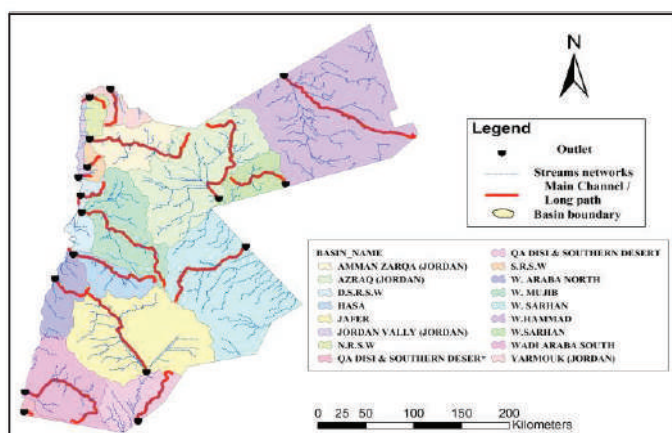 N
Legend
Outlet
Streams networks
Main Channel /
Long path
Basin boundary
BASIN_NAME
AMMAN ZARQA (JORDAN)
AZRAQ (JORDAN)
D.S.R.S.W
HASA
JAFER
JORDAN VALLY (JORDAN)
N.R.S.W
QA DISI & SOUTHERN DESER*
QA DISI & SOUTHERN DESERT
S.R.S.W
W. ARABA NORTH
W. MUJIB
W. SARHAN
W.HAMMAD
W.SARHAN
WADI ARABA SOUTH
YARMOUK (JORDAN)
0 25 50 100 150 200
Kilometers